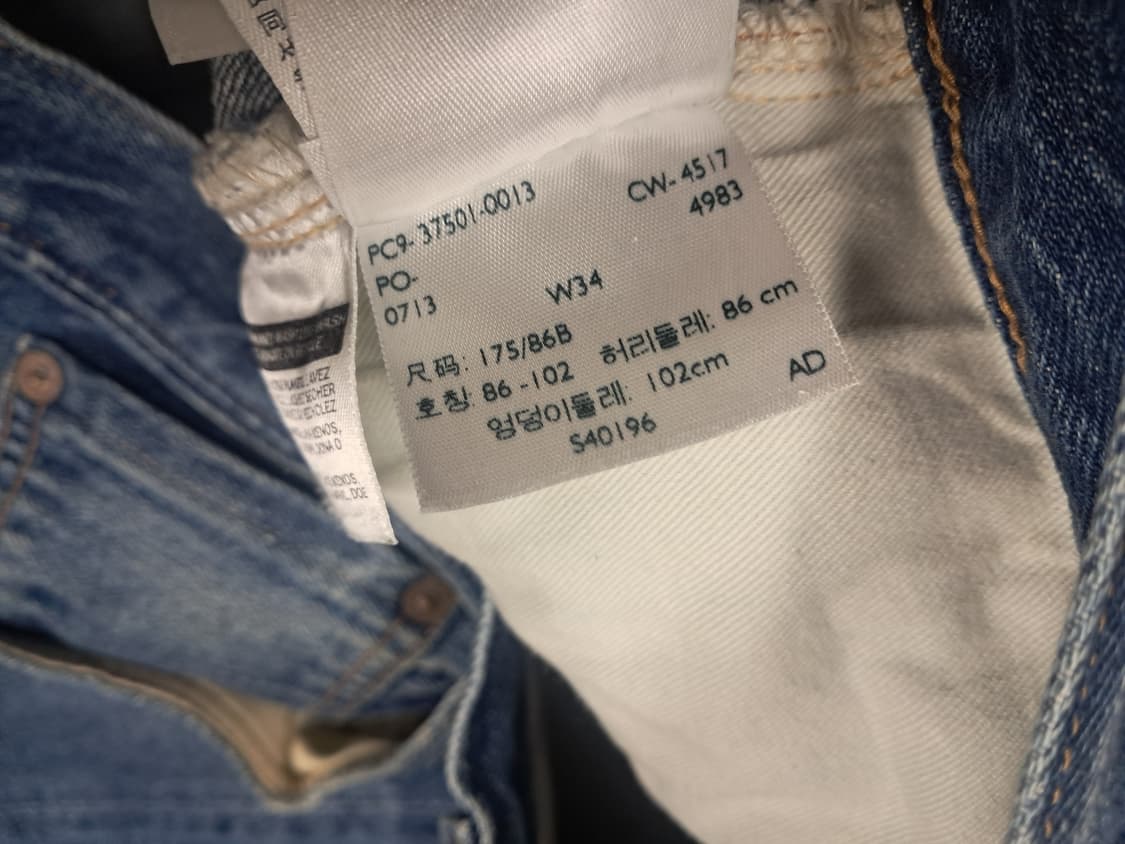 PC9- 37501-0013 CW- 4517
PO- 4983
0713 W34
尺码: 175/86B
호칭: 86 -102 허리둘레: 86 cm
엉덩이둘레: 102cm AD
S40196